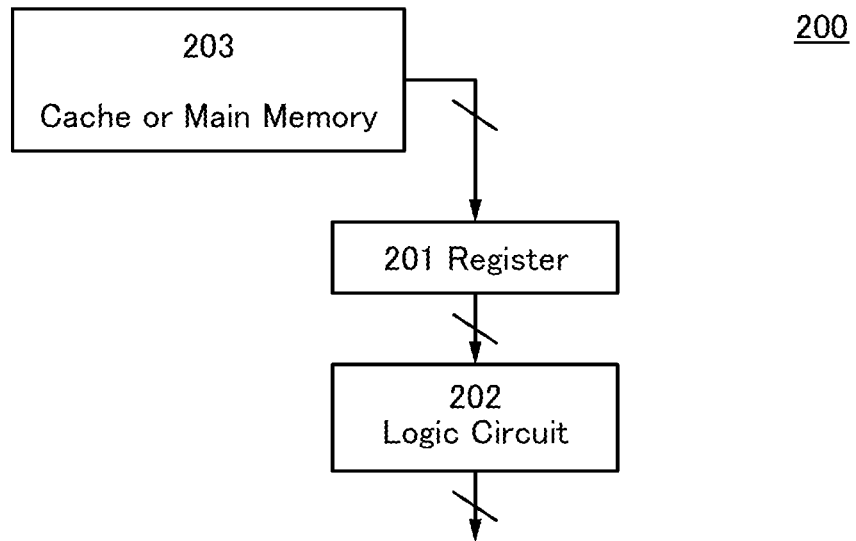 200
203
Cache or Main Memory
201 Register
202
Logic Circuit